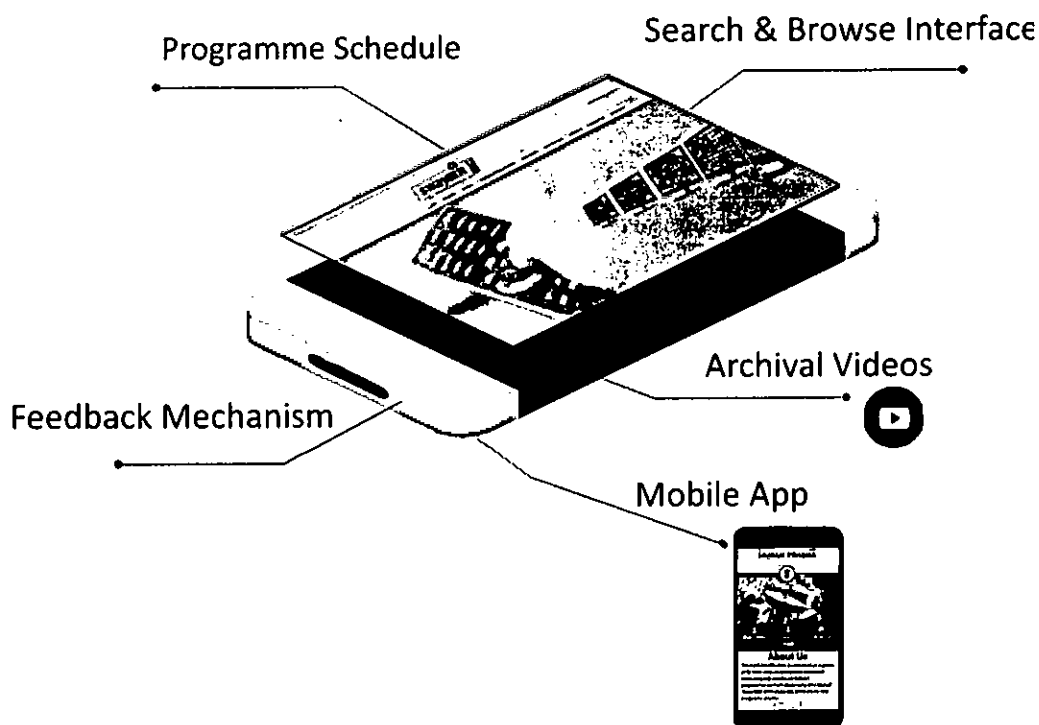 Search & Browse Interface
Programme Schedule
Archival Videos
Feedback Mechanism
Mobile App
About Us